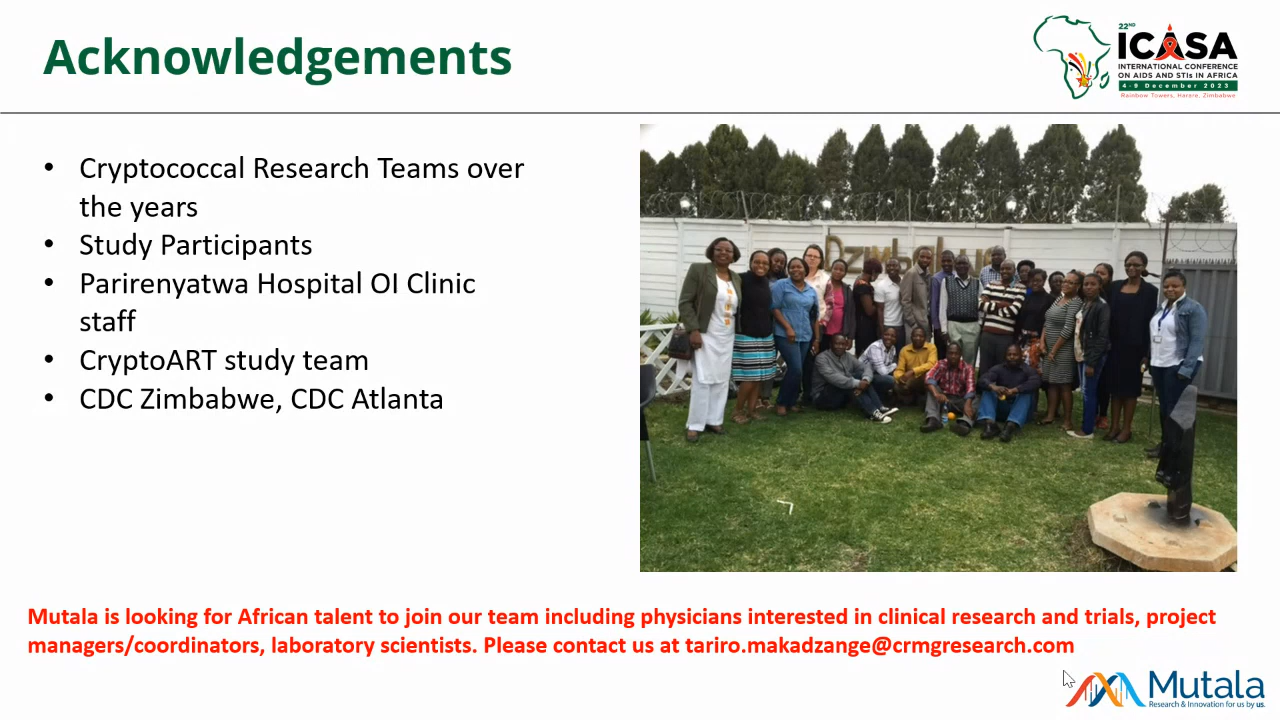 Acknowledgements
22ND
ICASA
INTERNATIONAL CONFERENCE
ON AIDS AND STIs IN AFRICA
4-9 December 2023
Rainbow Towers, Harare, Zimbabwe
• Cryptococcal Research Teams over
the years
• Study Participants
• Parirenyatwa Hospital OI Clinic
staff
• CryptoART study team
• CDC Zimbabwe, CDC Atlanta
Mutala is looking for African talent to join our team including physicians interested in clinical research and trials, project
managers/coordinators, laboratory scientists. Please contact us at tariro.makadzange@crmgresearch.com
Mutala
Research & Innovation for us by us.